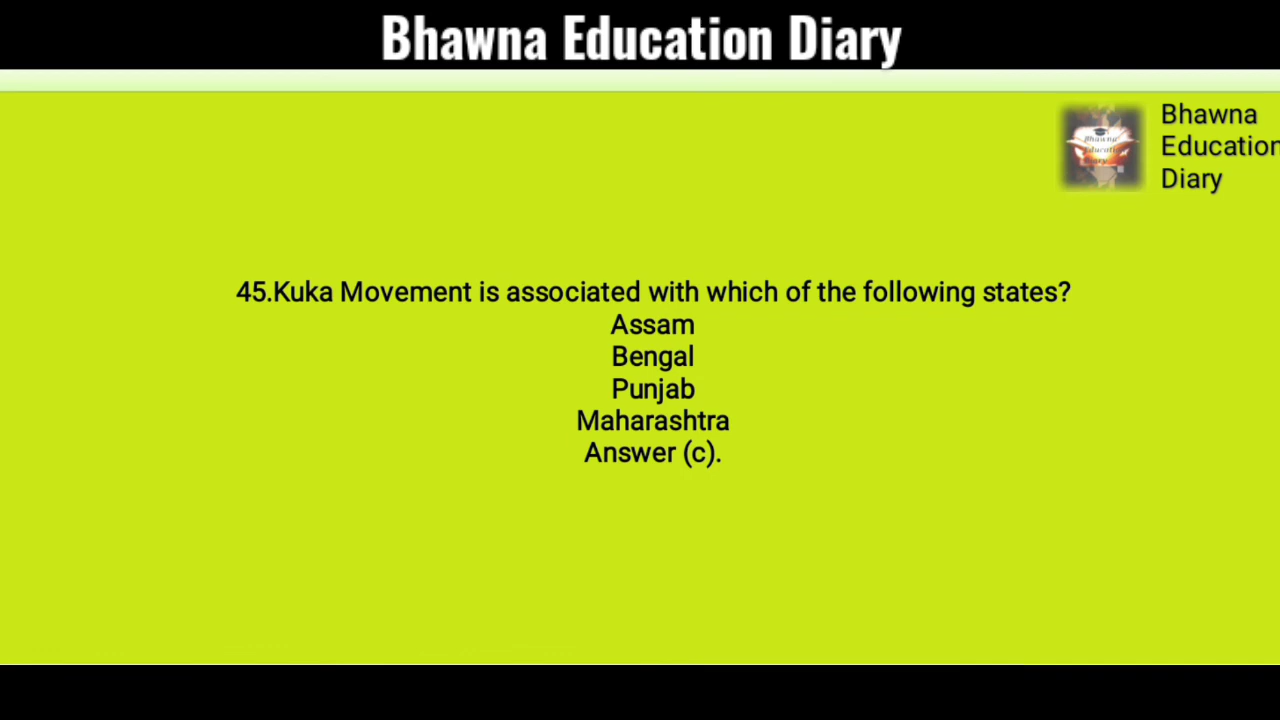 Bhawna Education Diary
Bhawna
Education
Diary
45.Kuka Movement is associated with which of the following states?
Assam
Bengal
Punjab
Maharashtra
Answer (c).